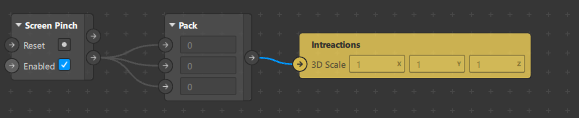 Screen Pinch
Reset
Enabled
Pack
0
0
0
Intreactions
3D Scale 1 X 1 Y 1 Z